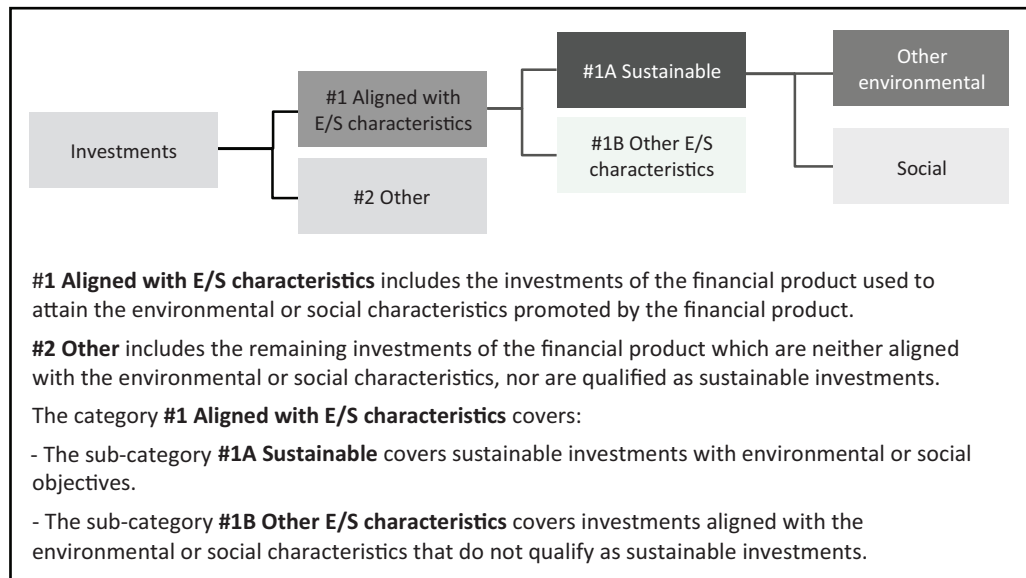 Investments
#1 Aligned with
E/S characteristics
#2 Other
#1A Sustainable
#1B Other E/S
characteristics
Other
environmental
Social
#1 Aligned with E/S characteristics includes the investments of the financial product used to
attain the environmental or social characteristics promoted by the financial product.
#2 Other includes the remaining investments of the financial product which are neither aligned
with the environmental or social characteristics, nor are qualified as sustainable investments.
The category #1 Aligned with E/S characteristics covers:
- The sub-category #1A Sustainable covers sustainable investments with environmental or social
objectives.
- The sub-category #1B Other E/S characteristics covers investments aligned with the
environmental or social characteristics that do not qualify as sustainable investments.